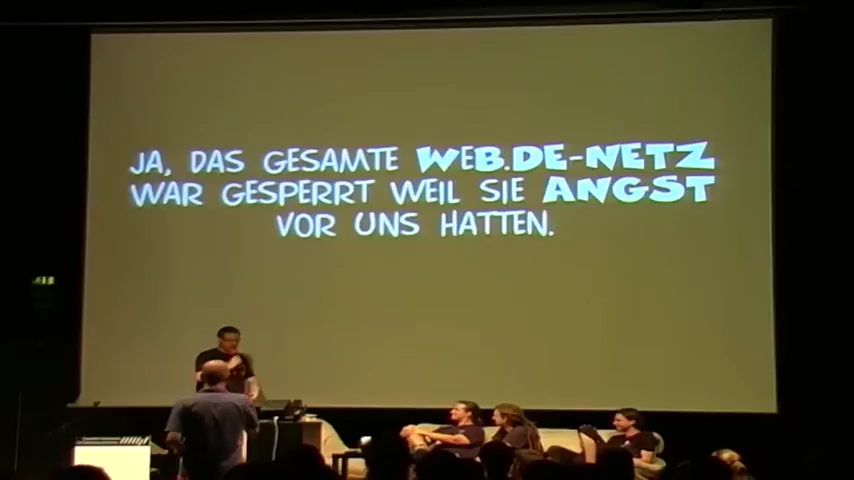 JA, DAS GESAMTE WEB.DE-NETZ
WAR GESPERRT WEIL SIE ANGST
VOR UNS HATTEN.